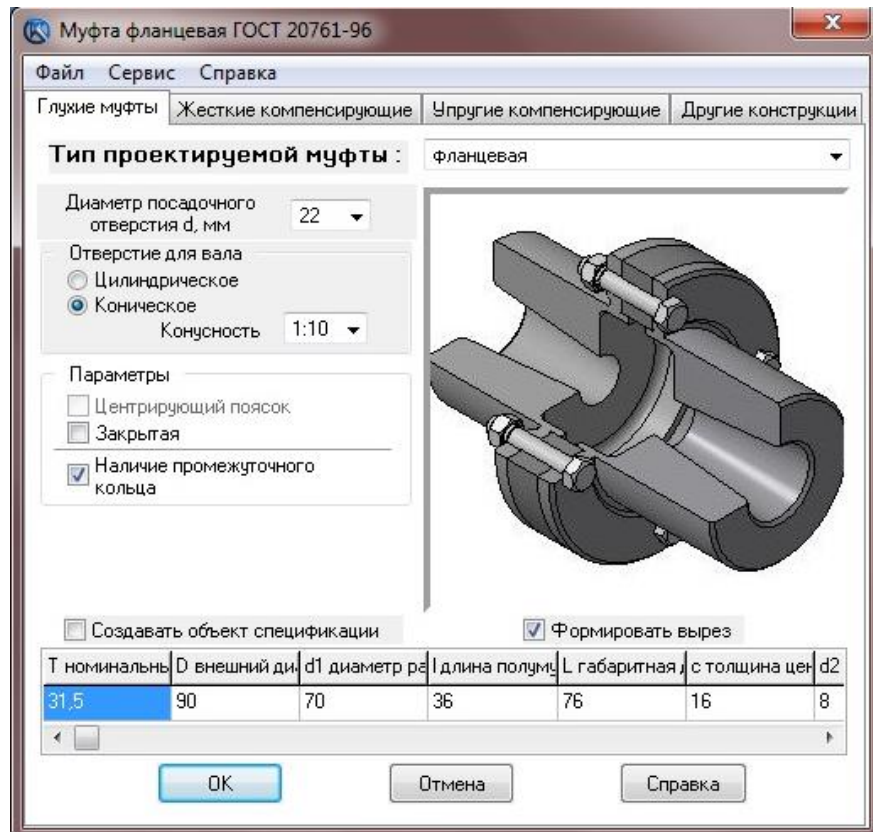 Муфта фланцевая ГОСТ 20761-96
Файл Сервис Справка
Глухие муфты Жесткие компенсирующие Упругие компенсирующие Другие конструкции
Тип проектируемой муфты : фланцевая
Диаметр посадочного
отверстия d, мм 22
Отверстие для вала
Цилиндрическое
Коническое
Конусность 1:10
Параметры
Центрирующий поясок
Закрытая
Наличие промежуточного
кольца
Создавать объект спецификации Формировать вырез
Т номинальнь D внешний ди d1 диаметр ра l длина полуму L габаритная с толщина цен d2
31,5 90 70 36 76 16 8
OK Отмена Справка